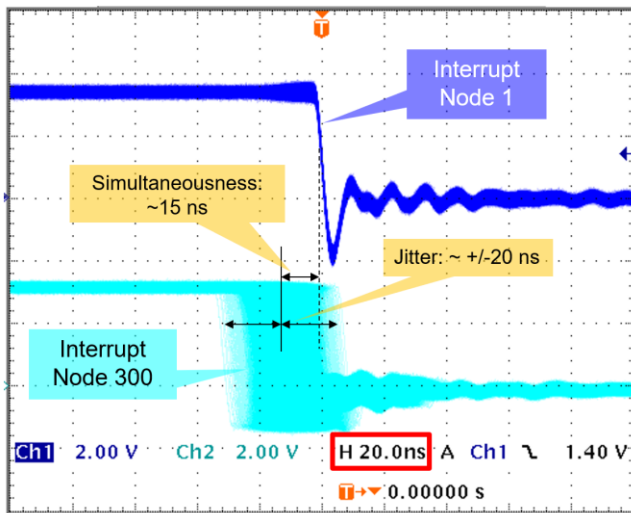 T
Interrupt
Node 1
Simultaneousness:
~15 ns
Jitter: ~ +/-20 ns
Interrupt
Node 300
Ch1 2.00 V Ch2 2.00 V H 20.0ns A Ch1 1.40 V
T 0.00000 s